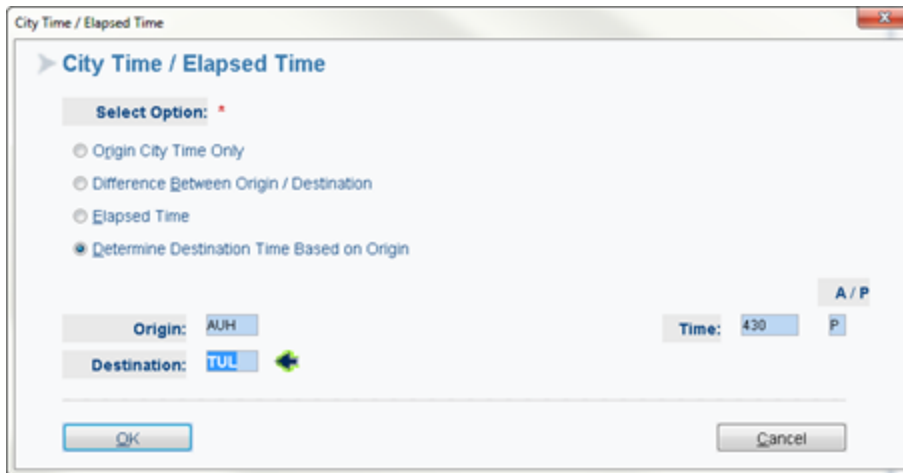 City Time / Elapsed Time
City Time / Elapsed Time
Select Option: *
Origin City Time Only
Difference Between Origin / Destination
Elapsed Time
Determine Destination Time Based on Origin
A / P
Origin: AUH Time: 430 P
Destination: TUL
OK Cancel